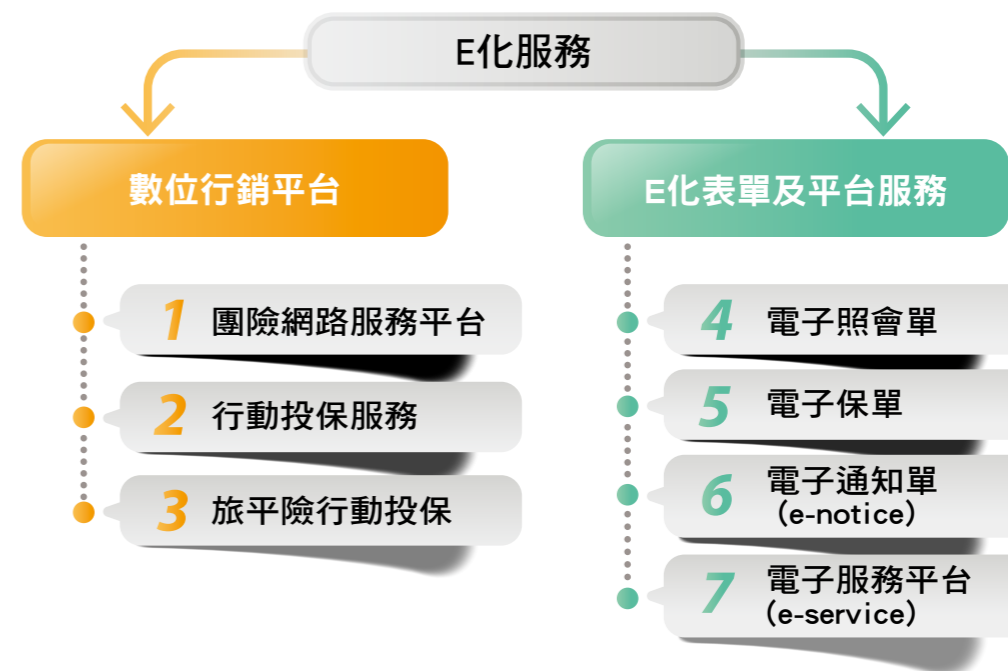 E化服務
數位行銷平台
1 團險網路服務平台
2 行動投保服務
3 旅平險行動投保
E化表單及平台服務
4 電子照會單
5 電子保單
6 電子通知單
(e-notice)
7 電子服務平台
(e-service)